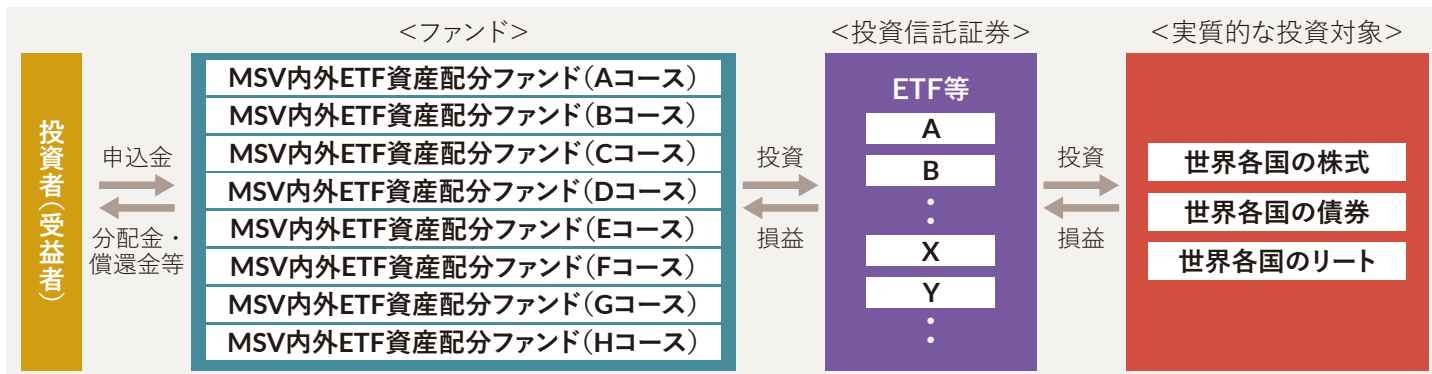 <ファンド>
<投資信託証券>
<実質的な投資対象>
投資者(受益者)
申込金
分配金・
償還金等
MSV内外ETF資産配分ファンド(Aコース)
MSV内外ETF資産配分ファンド(Bコース)
MSV内外ETF資産配分ファンド(Cコース)
MSV内外ETF資産配分ファンド(Dコース)
MSV内外ETF資産配分ファンド(Eコース)
MSV内外ETF資産配分ファンド(Fコース)
MSV内外ETF資産配分ファンド(Gコース)
MSV内外ETF資産配分ファンド(Hコース)
投資
損益
ETF等
A
B
・
・
X
Y
・
・
投資
損益
世界各国の株式
世界各国の債券
世界各国のリート